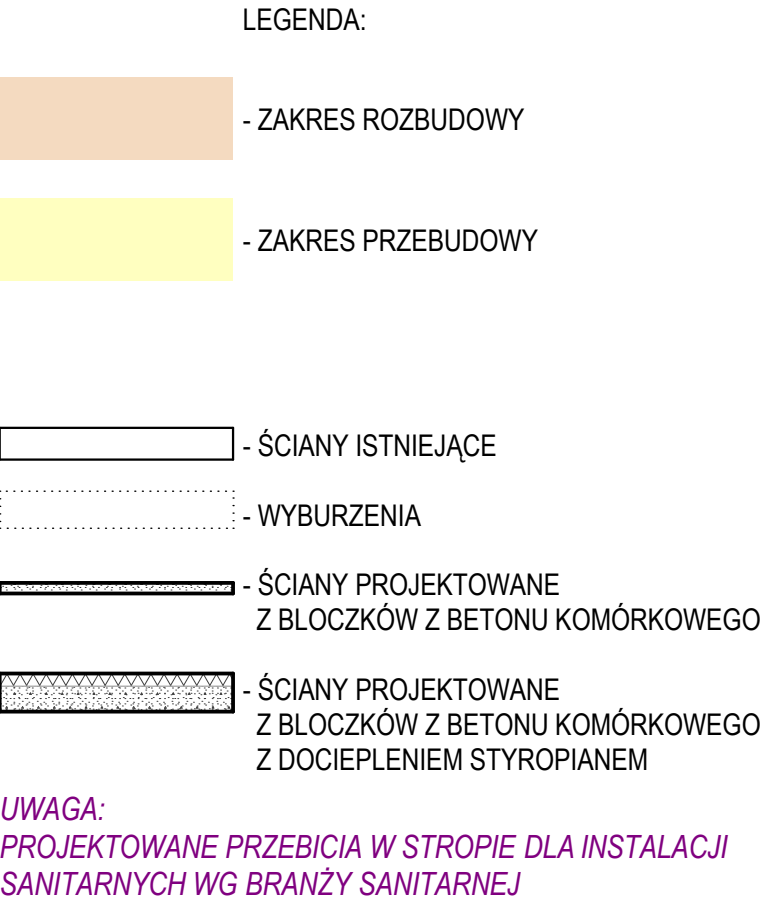 LEGENDA:
- ZAKRES ROZBUDOWY
- ZAKRES PRZEBUDOWY
- ŚCIANY ISTNIEJĄCE
- WYBURZENIA
- ŚCIANY PROJEKTOWANE
Z BLOCZKÓW Z BETONU KOMÓRKOWEGO
- ŚCIANY PROJEKTOWANE
Z BLOCZKÓW Z BETONU KOMÓRKOWEGO
Z DOCIEPLENIEM STYROPIANEM
UWAGA:
PROJEKTOWANE PRZEBICIA W STROPIE DLA INSTALACJI
SANITARNYCH WG BRANŻY SANITARNEJ